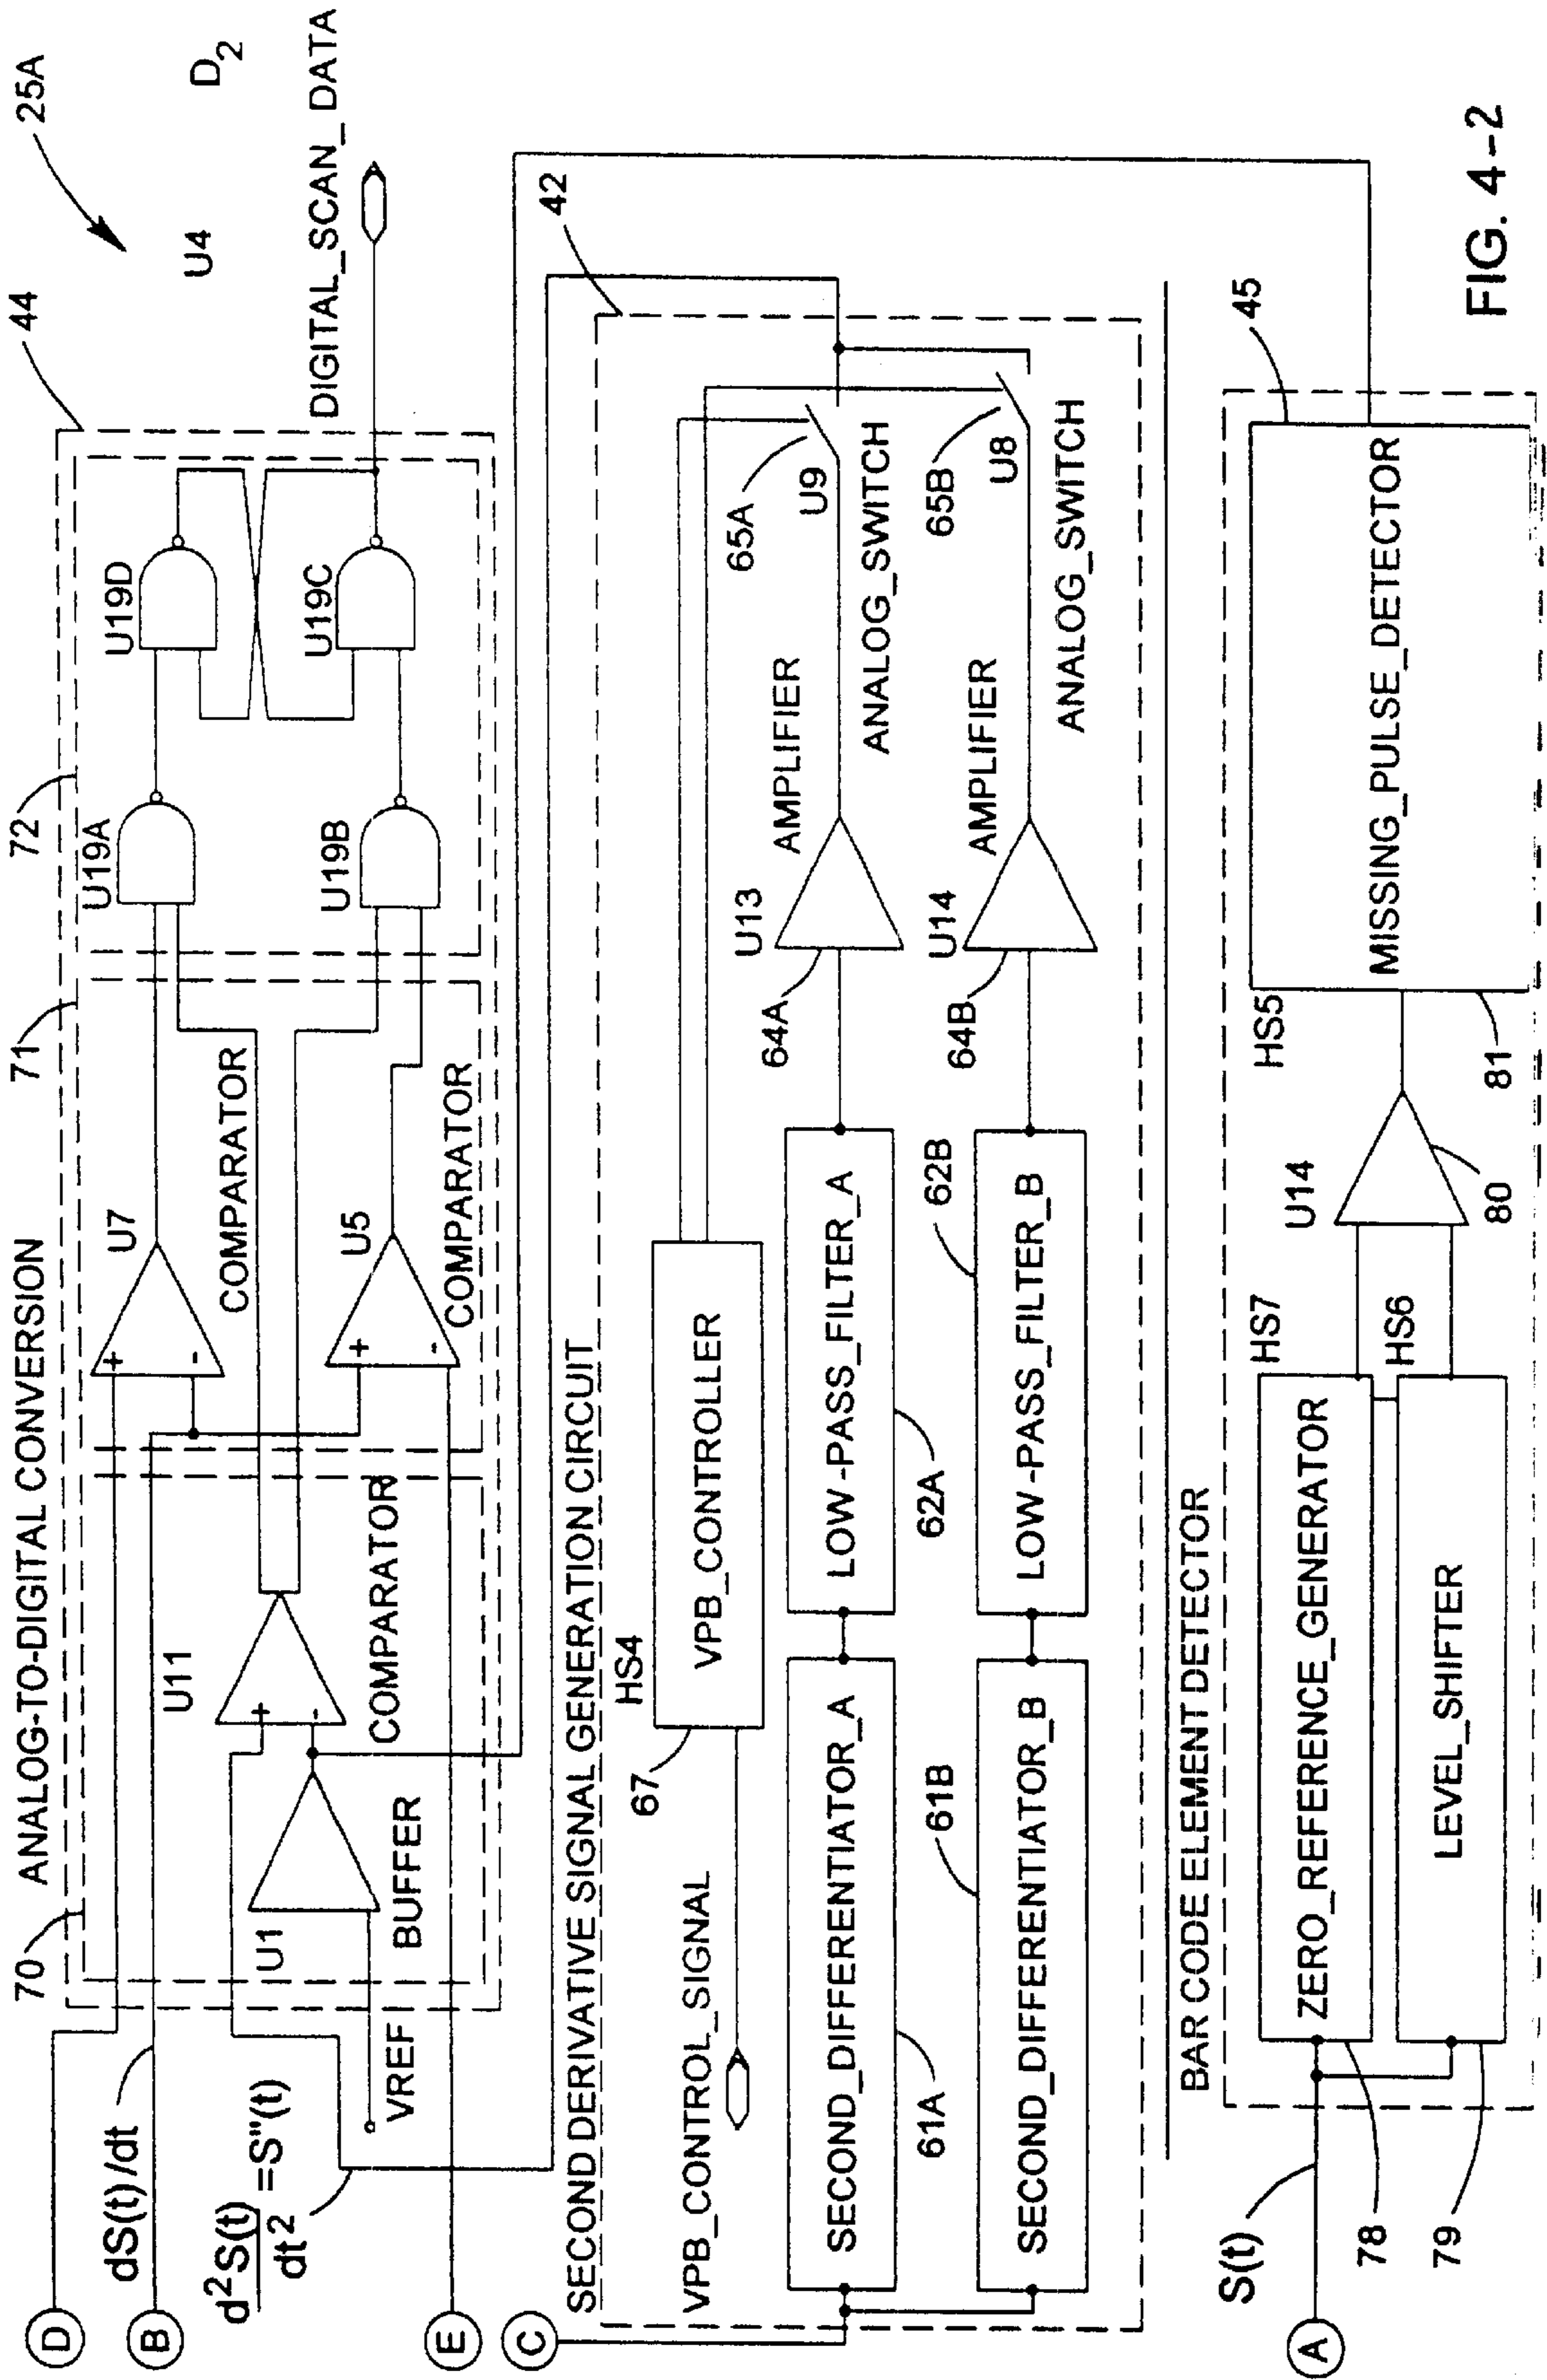 25A
D2
U4
44
ANALOG-TO-DIGITAL CONVERSION
70
71
72
D
B
E
C
dS(t)/dt
d²S(t)/dt² =S"(t)
VREF
U1
BUFFER
U11
+
-
COMPARATOR
U7
+
-
COMPARATOR
U5
+
-
COMPARATOR
U19A
U19B
U19D
U19C
DIGITAL_SCAN_DATA
SECOND DERIVATIVE SIGNAL GENERATION CIRCUIT
42
VPB_CONTROL_SIGNAL
67
HS4
VPB_CONTROLLER
SECOND_DIFFERENTIATOR_A
61A
LOW-PASS_FILTER_A
62A
64A
U13
AMPLIFIER
65A
U9
ANALOG_SWITCH
SECOND_DIFFERENTIATOR_B
61B
LOW-PASS_FILTER_B
62B
64B
U14
AMPLIFIER
65B
U8
ANALOG_SWITCH
BAR CODE ELEMENT DETECTOR
45
A
S(t)
78
ZERO_REFERENCE_GENERATOR
HS7
79
LEVEL_SHIFTER
HS6
U14
80
HS5
81
MISSING_PULSE_DETECTOR
FIG. 4-2